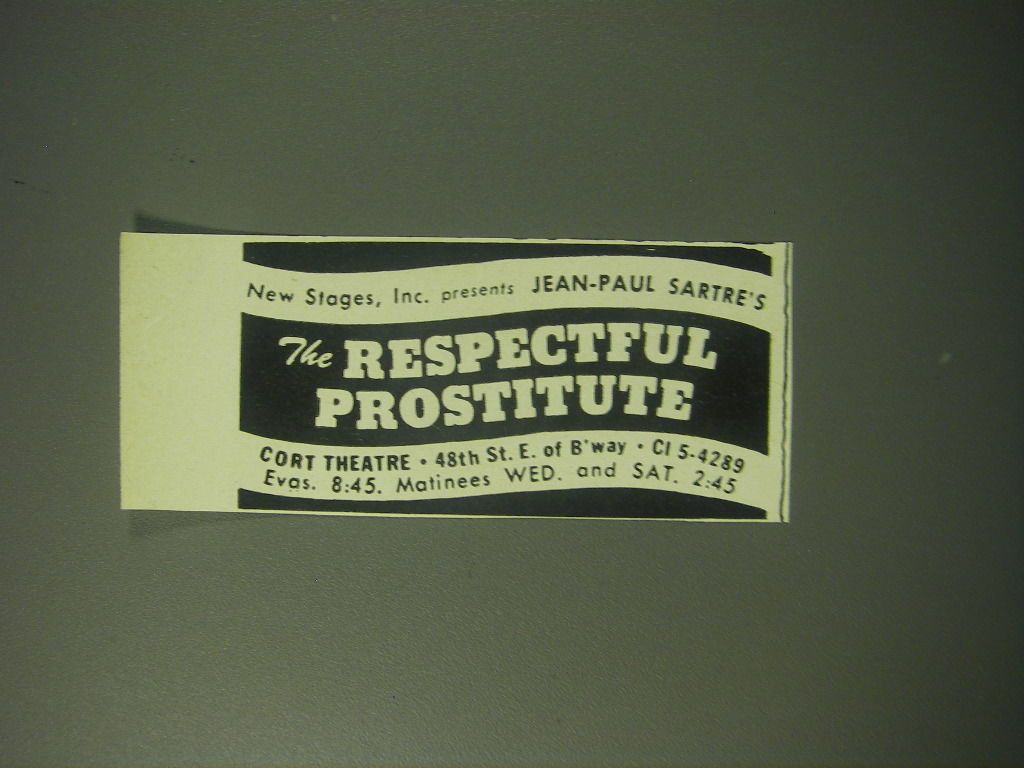 New Stages, Inc. presents JEAN-PAUL SARTRE'S
The RESPECTFUL
PROSTITUTE
CORT THEATRE • 48th St. E. of B'way • CI 5-4289
Evgs. 8:45. Matinees WED. and SAT. 2:45